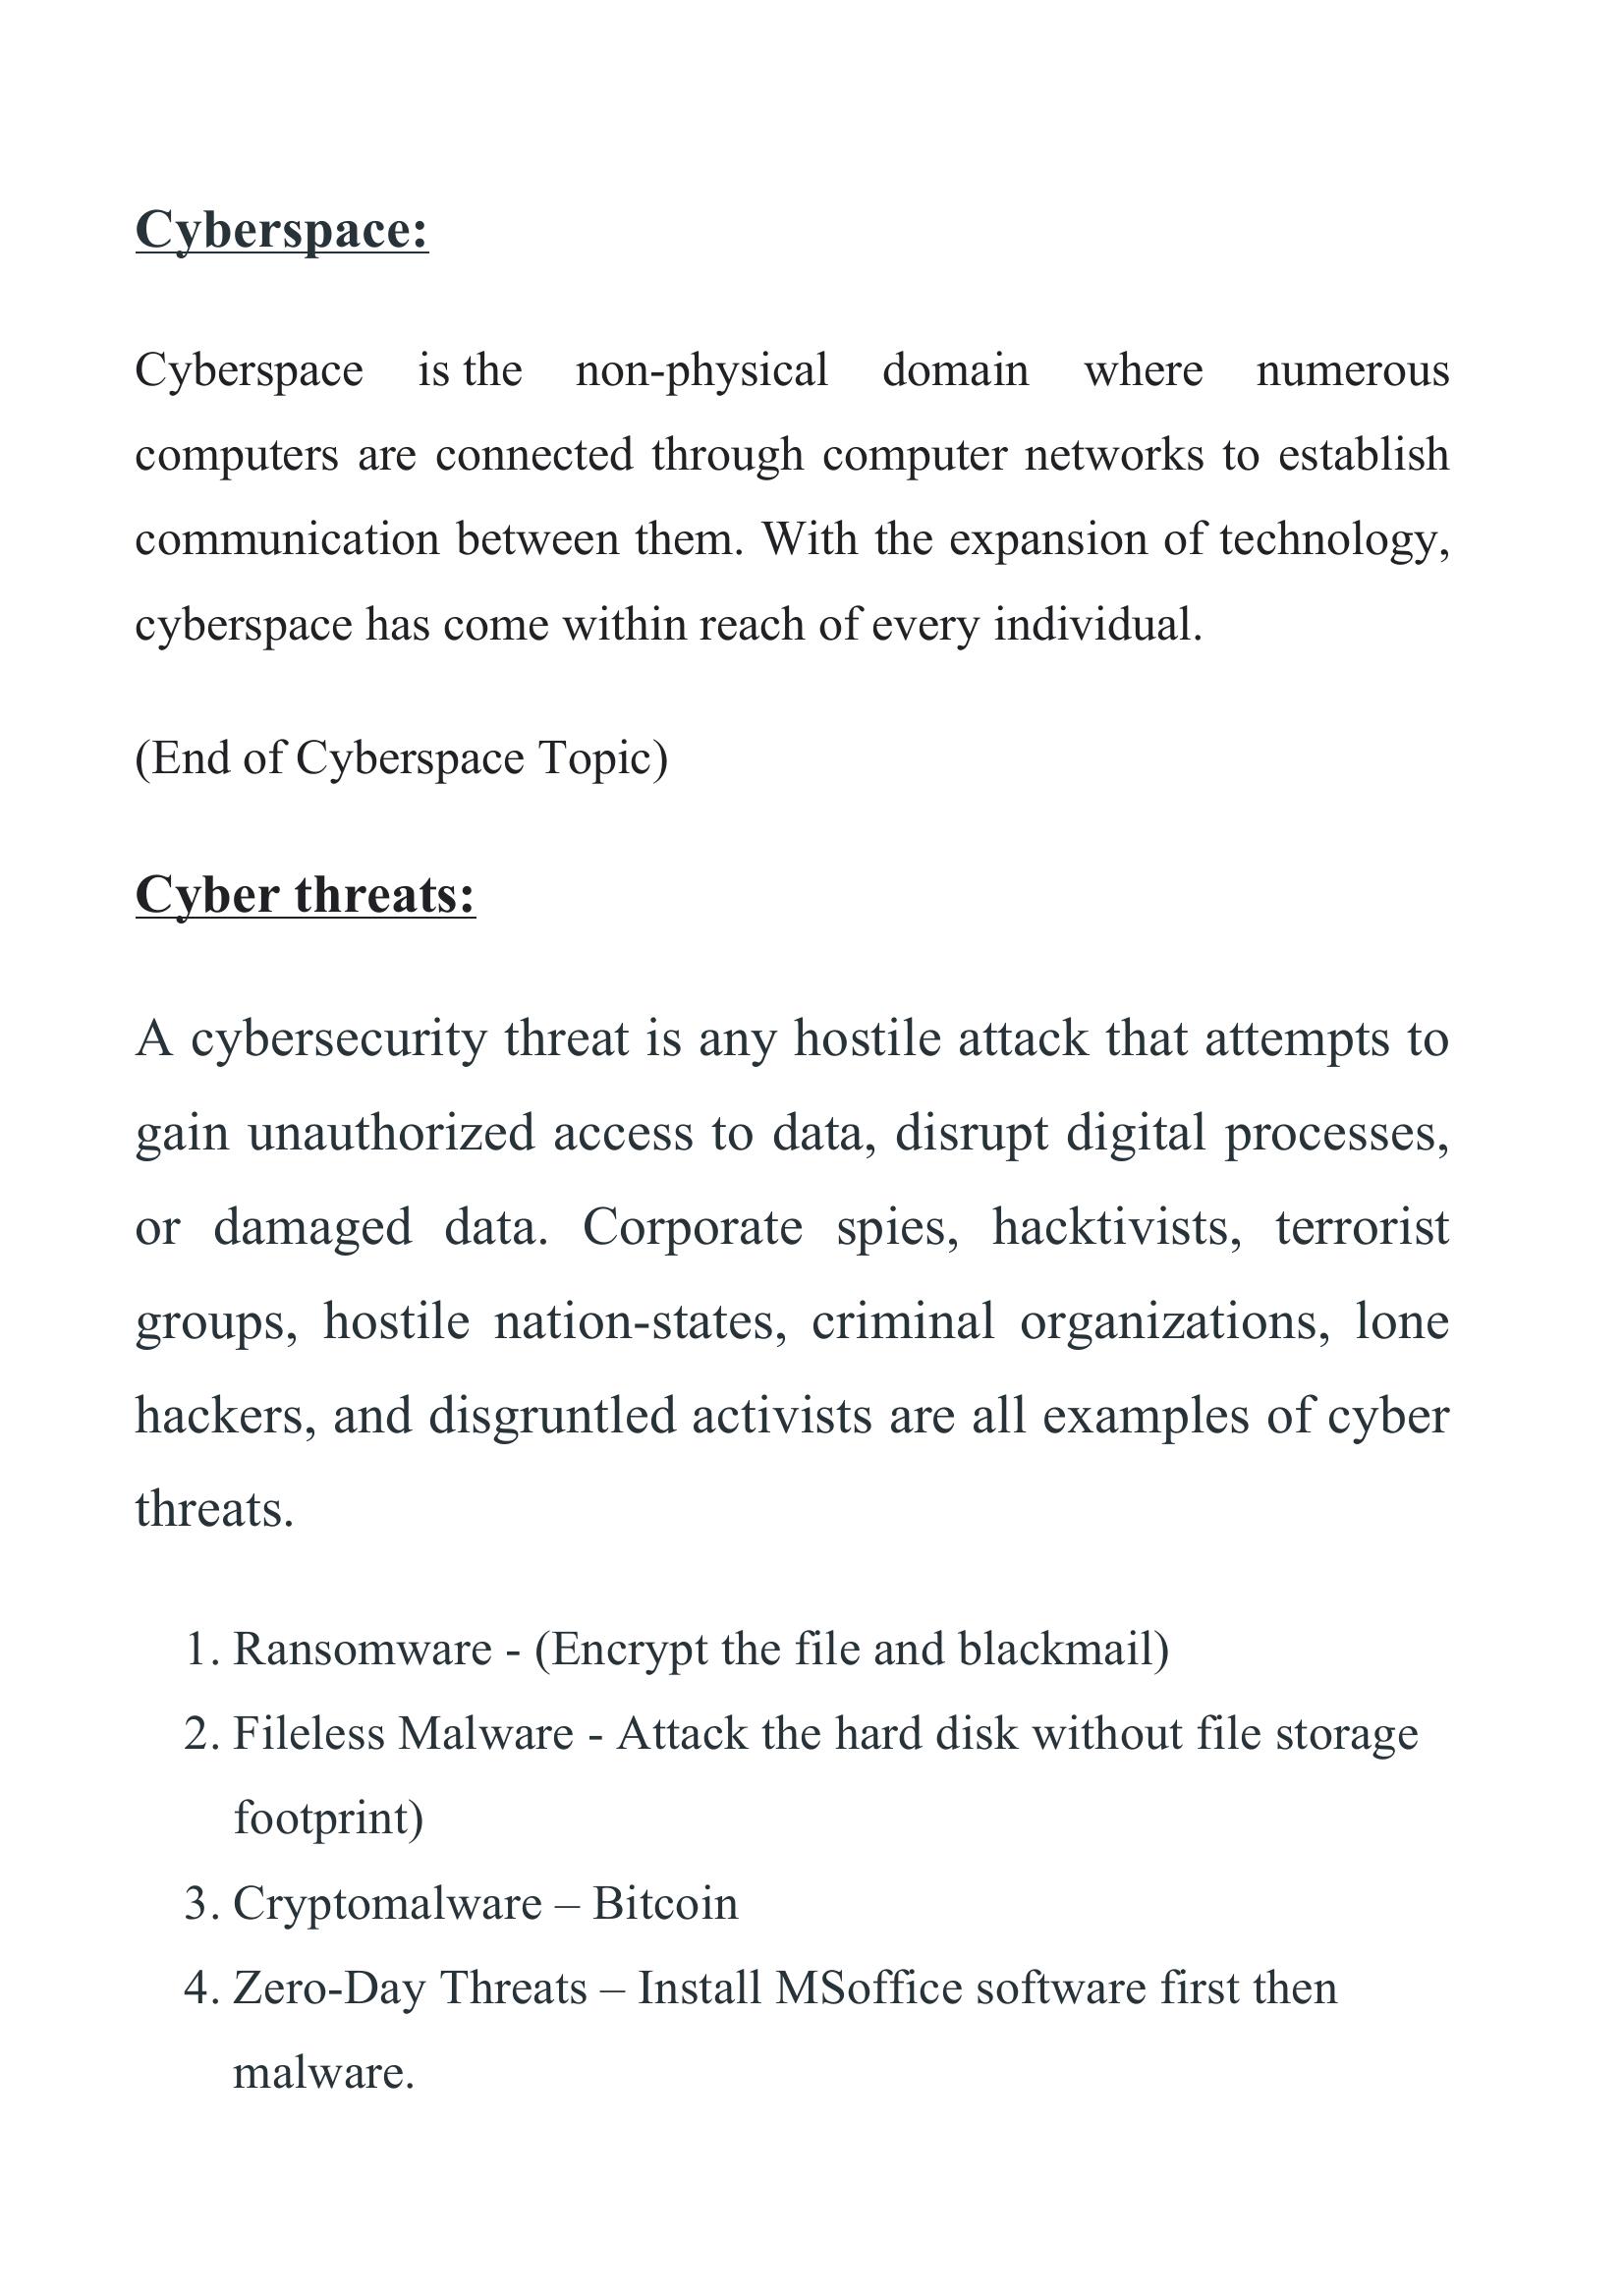 Cyberspace:
Cyberspace is the non-physical domain where numerous
computers are connected through computer networks to establish
communication between them. With the expansion of technology,
cyberspace has come within reach of every individual.
(End of Cyberspace Topic)
Cyber threats:
A cybersecurity threat is any hostile attack that attempts to
gain unauthorized access to data, disrupt digital processes,
or damaged data. Corporate spies, hacktivists, terrorist
groups, hostile nation-states, criminal organizations, lone
hackers, and disgruntled activists are all examples of cyber
threats.
1. Ransomware - (Encrypt the file and blackmail)
2. Fileless Malware - Attack the hard disk without file storage
footprint)
3. Cryptomalware – Bitcoin
4. Zero-Day Threats – Install MSoffice software first then
malware.